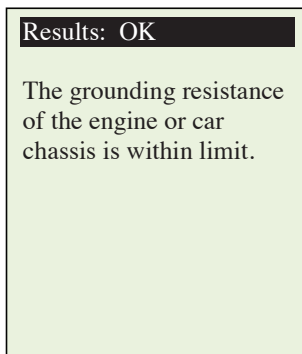 Results: OK
The grounding resistance
of the engine or car
chassis is within limit.